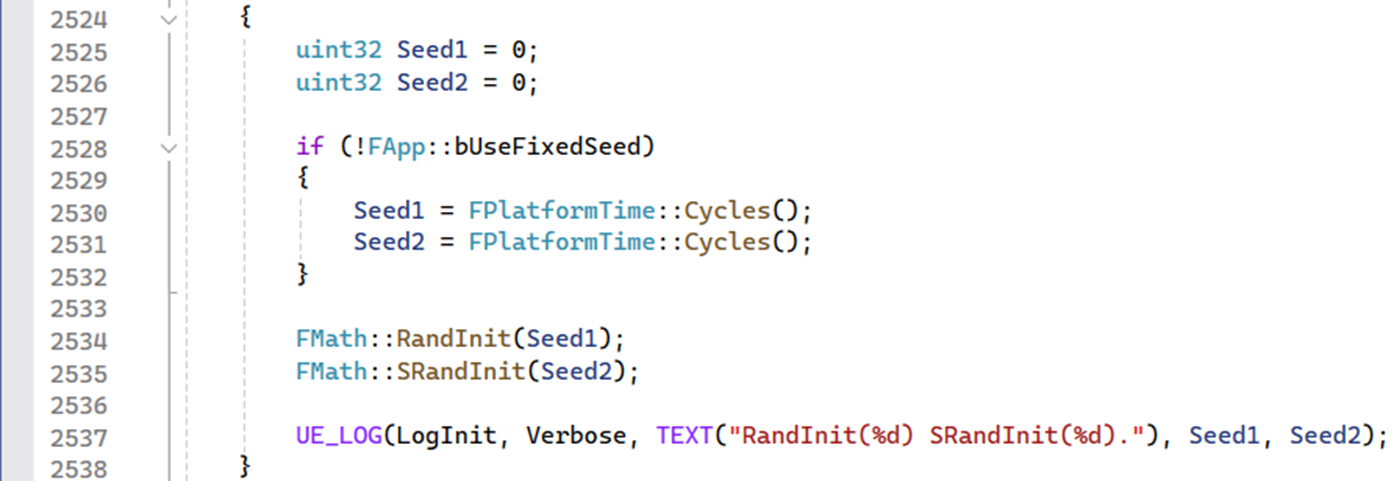 2524 {
2525 uint32 Seed1 = 0;
2526 uint32 Seed2 = 0;
2527
2528 if (!FApp::bUseFixedSeed)
2529 {
2530 Seed1 = FPlatformTime::Cycles();
2531 Seed2 = FPlatformTime::Cycles();
2532 }
2533
2534 FMath::RandInit(Seed1);
2535 FMath::SRandInit(Seed2);
2536
2537 UE_LOG(LogInit, Verbose, TEXT("RandInit(%d) SRandInit(%d)."), Seed1, Seed2);
2538 }